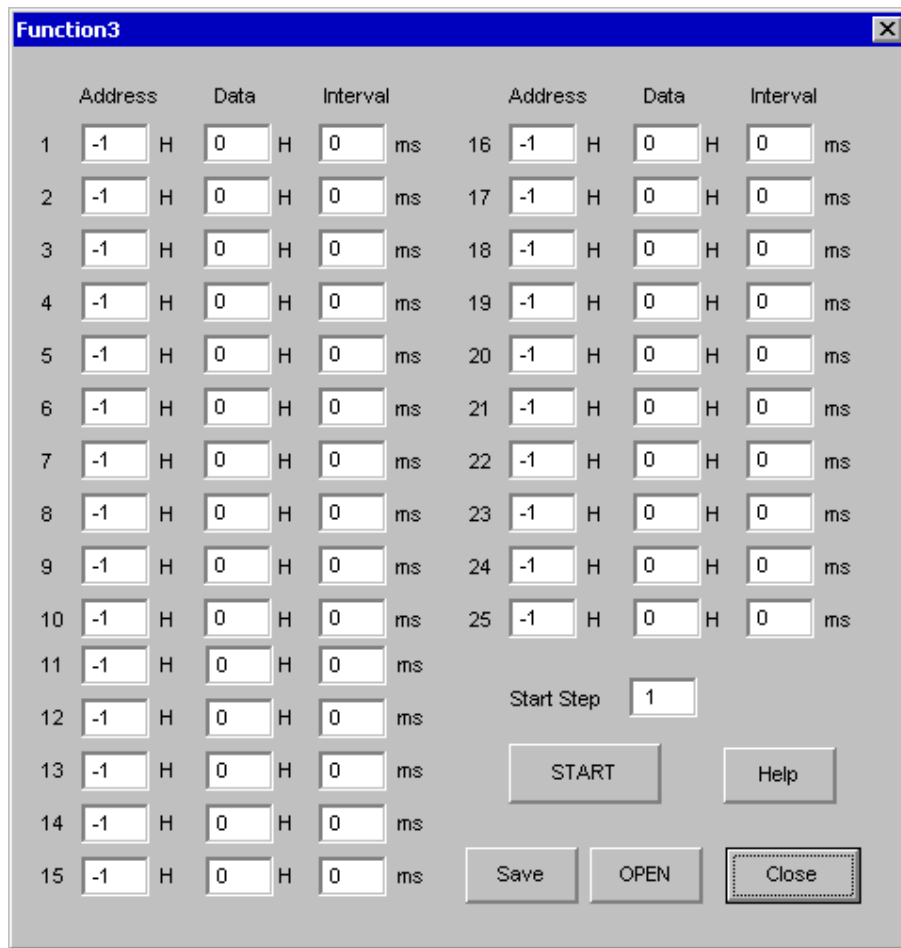 Function3
Address Data Interval Address Data Interval
1 -1 H 0 H 0 ms 16 -1 H 0 H 0 ms
2 -1 H 0 H 0 ms 17 -1 H 0 H 0 ms
3 -1 H 0 H 0 ms 18 -1 H 0 H 0 ms
4 -1 H 0 H 0 ms 19 -1 H 0 H 0 ms
5 -1 H 0 H 0 ms 20 -1 H 0 H 0 ms
6 -1 H 0 H 0 ms 21 -1 H 0 H 0 ms
7 -1 H 0 H 0 ms 22 -1 H 0 H 0 ms
8 -1 H 0 H 0 ms 23 -1 H 0 H 0 ms
9 -1 H 0 H 0 ms 24 -1 H 0 H 0 ms
10 -1 H 0 H 0 ms 25 -1 H 0 H 0 ms
11 -1 H 0 H 0 ms
12 -1 H 0 H 0 ms Start Step 1
13 -1 H 0 H 0 ms START Help
14 -1 H 0 H 0 ms
15 -1 H 0 H 0 ms Save OPEN Close